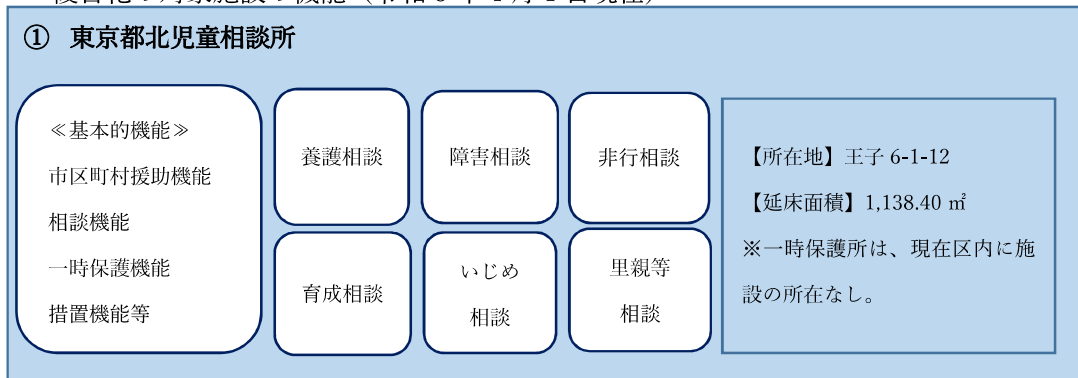 ① 東京都北児童相談所
≪基本的機能≫
市区町村援助機能
相談機能
一時保護機能
措置機能等
養護相談
障害相談
非行相談
育成相談
いじめ
相談
里親等
相談
【所在地】王子 6-1-12
【延床面積】1,138.40 ㎡
※一時保護所は、現在区内に施
設の所在なし。